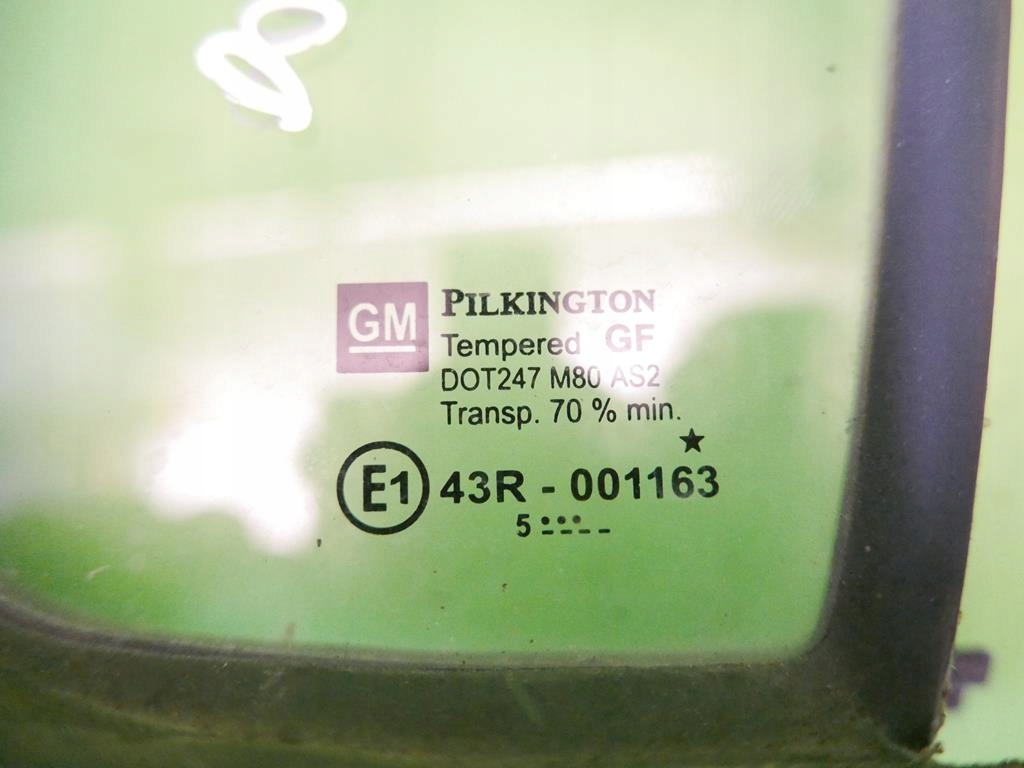 GM
PILKINGTON
Tempered GF
DOT247 M80 AS2
Transp. 70 % min.
★
E1 43R - 001163
5